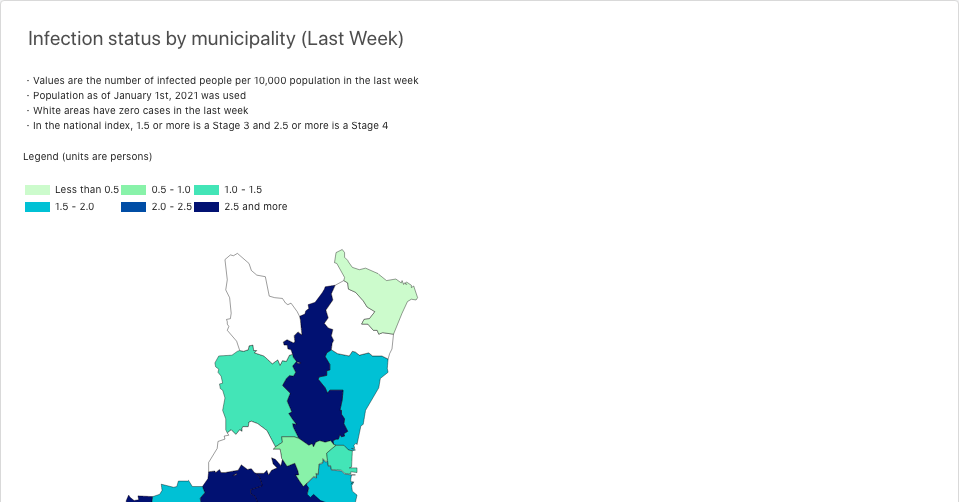 Infection status by municipality (Last Week)
· Values are the number of infected people per 10,000 population in the last week
· Population as of January 1st, 2021 was used
· White areas have zero cases in the last week
· In the national index, 1.5 or more is a Stage 3 and 2.5 or more is a Stage 4
Legend (units are persons)
Less than 0.5 0.5 - 1.0 1.0 - 1.5
1.5 - 2.0 2.0 - 2.5 2.5 and more